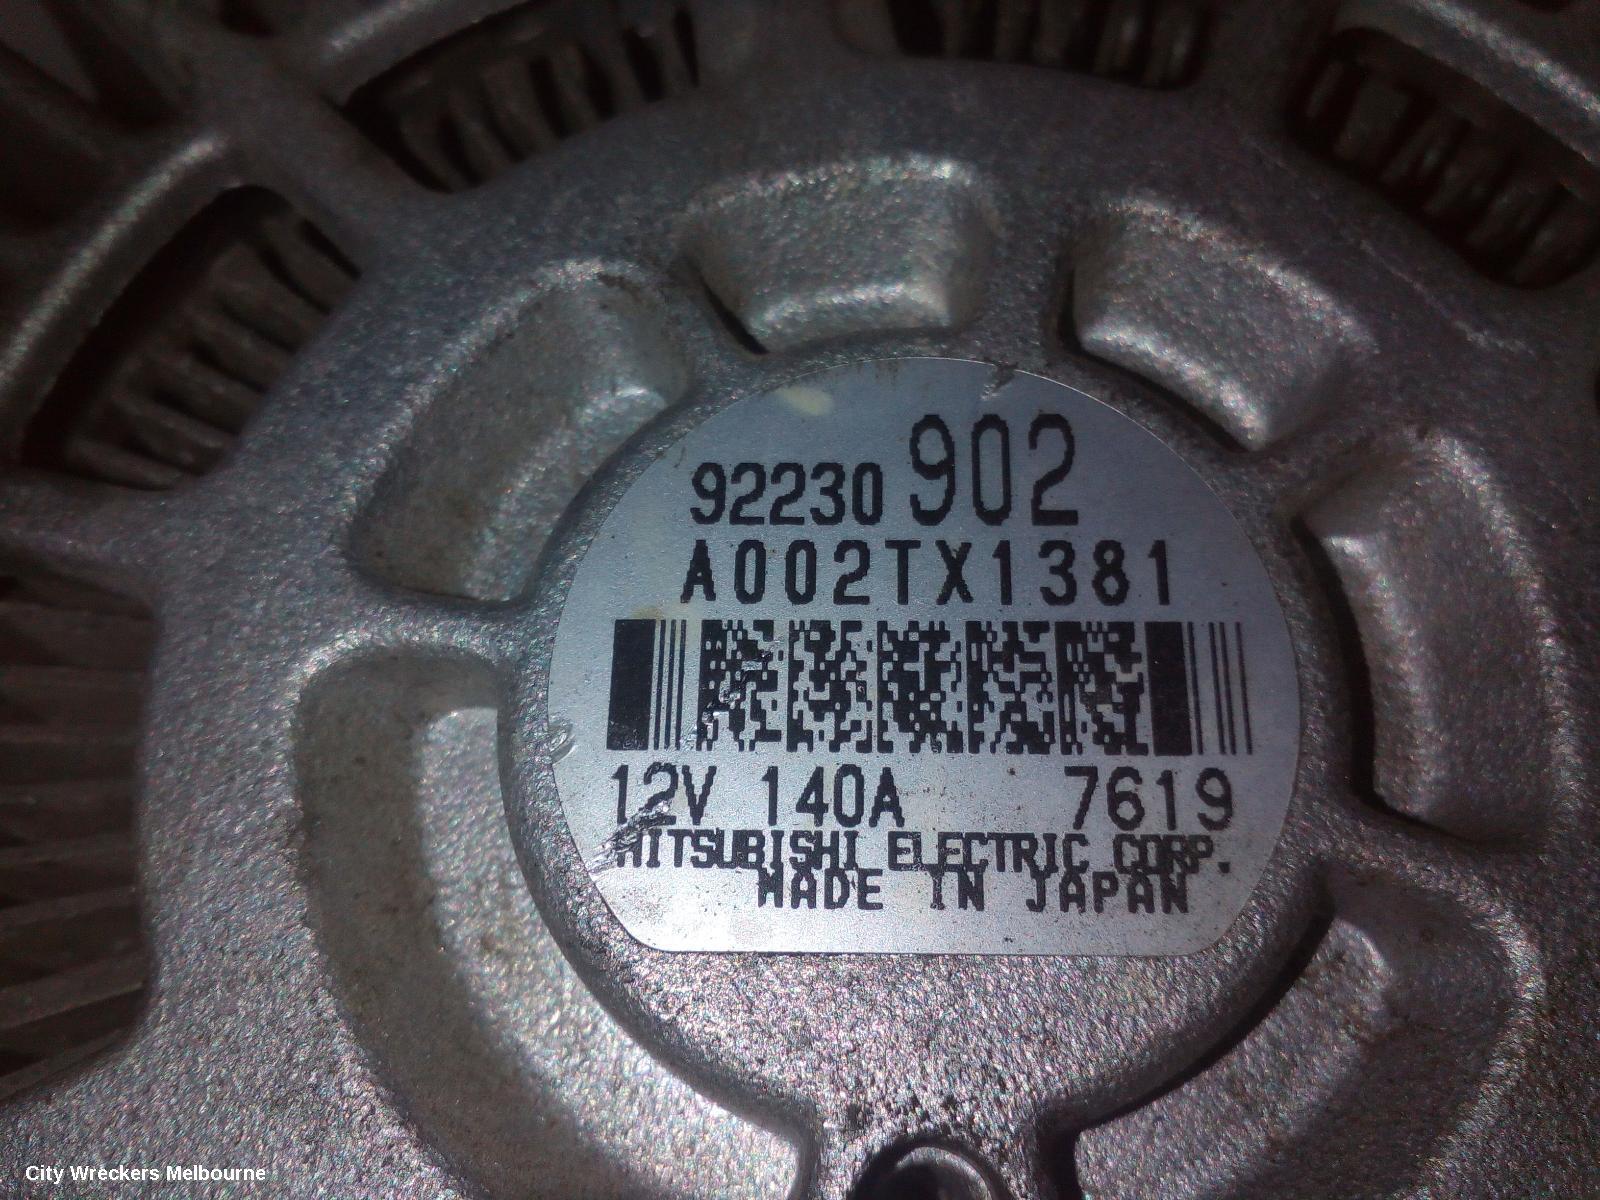 92230 902
A002TX1381
12V 140A 7619
MITSUBISHI ELECTRIC CORP.
MADE IN JAPAN
City Wreckers Melbourne